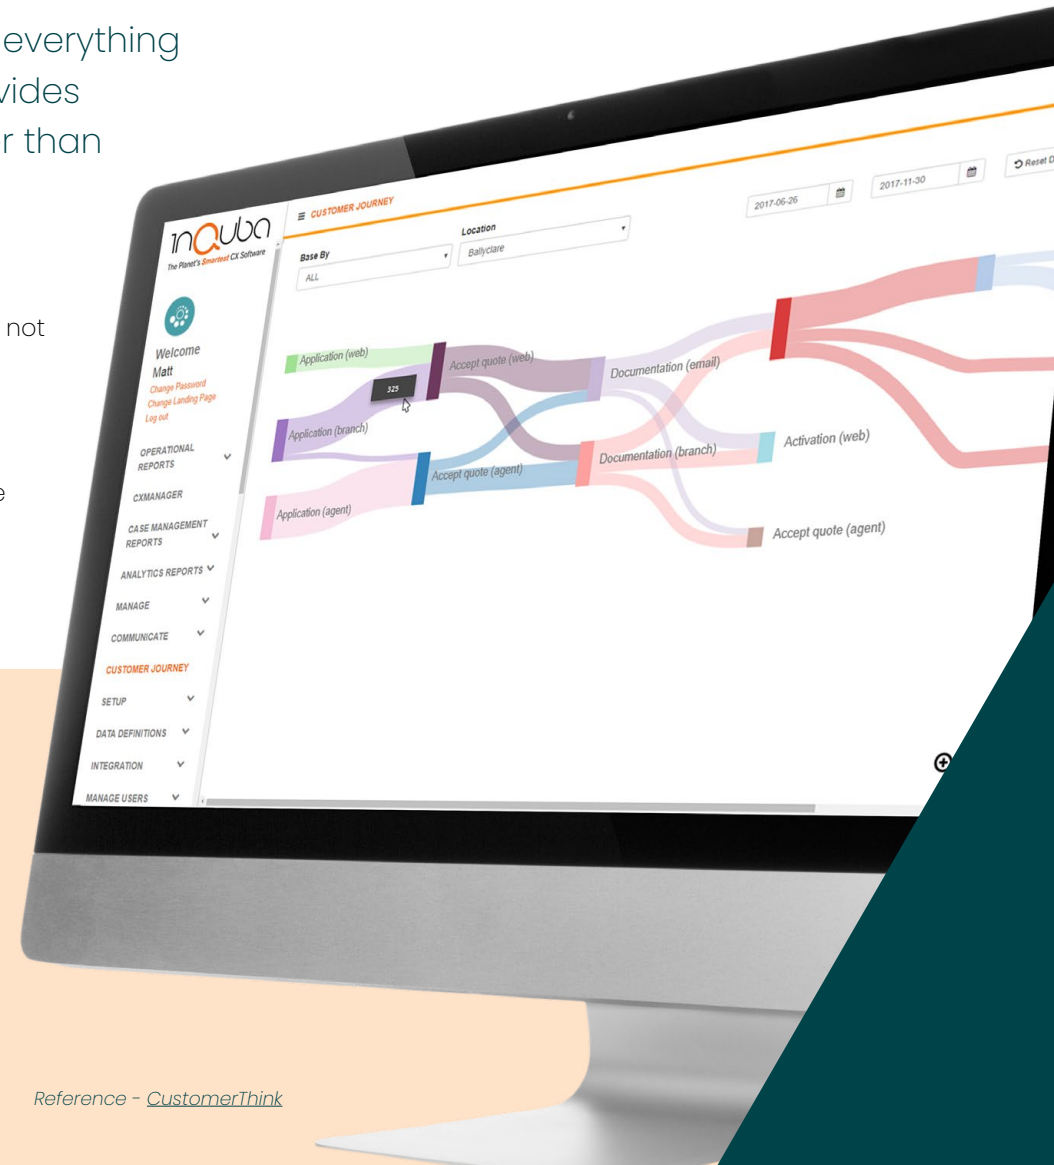 everything
vides
r than
not
e
inQuba
The Planet's Smartest CX Software
Welcome
Matt
Change Password
Change Landing Page
Log out
OPERATIONAL
REPORTS
CXMANAGER
CASE MANAGEMENT
REPORTS
ANALYTICS REPORTS
MANAGE
COMMUNICATE
CUSTOMER JOURNEY
SETUP
DATA DEFINITIONS
INTEGRATION
MANAGE USERS
CUSTOMER JOURNEY
Base By
ALL
Location
Ballyclare
2017-06-26
2017-11-30
Reset D
Application (web)
Application (branch)
Application (agent)
325
Accept quote (web)
Accept quote (agent)
Documentation (email)
Documentation (branch)
Activation (web)
Accept quote (agent)
Reference - CustomerThink